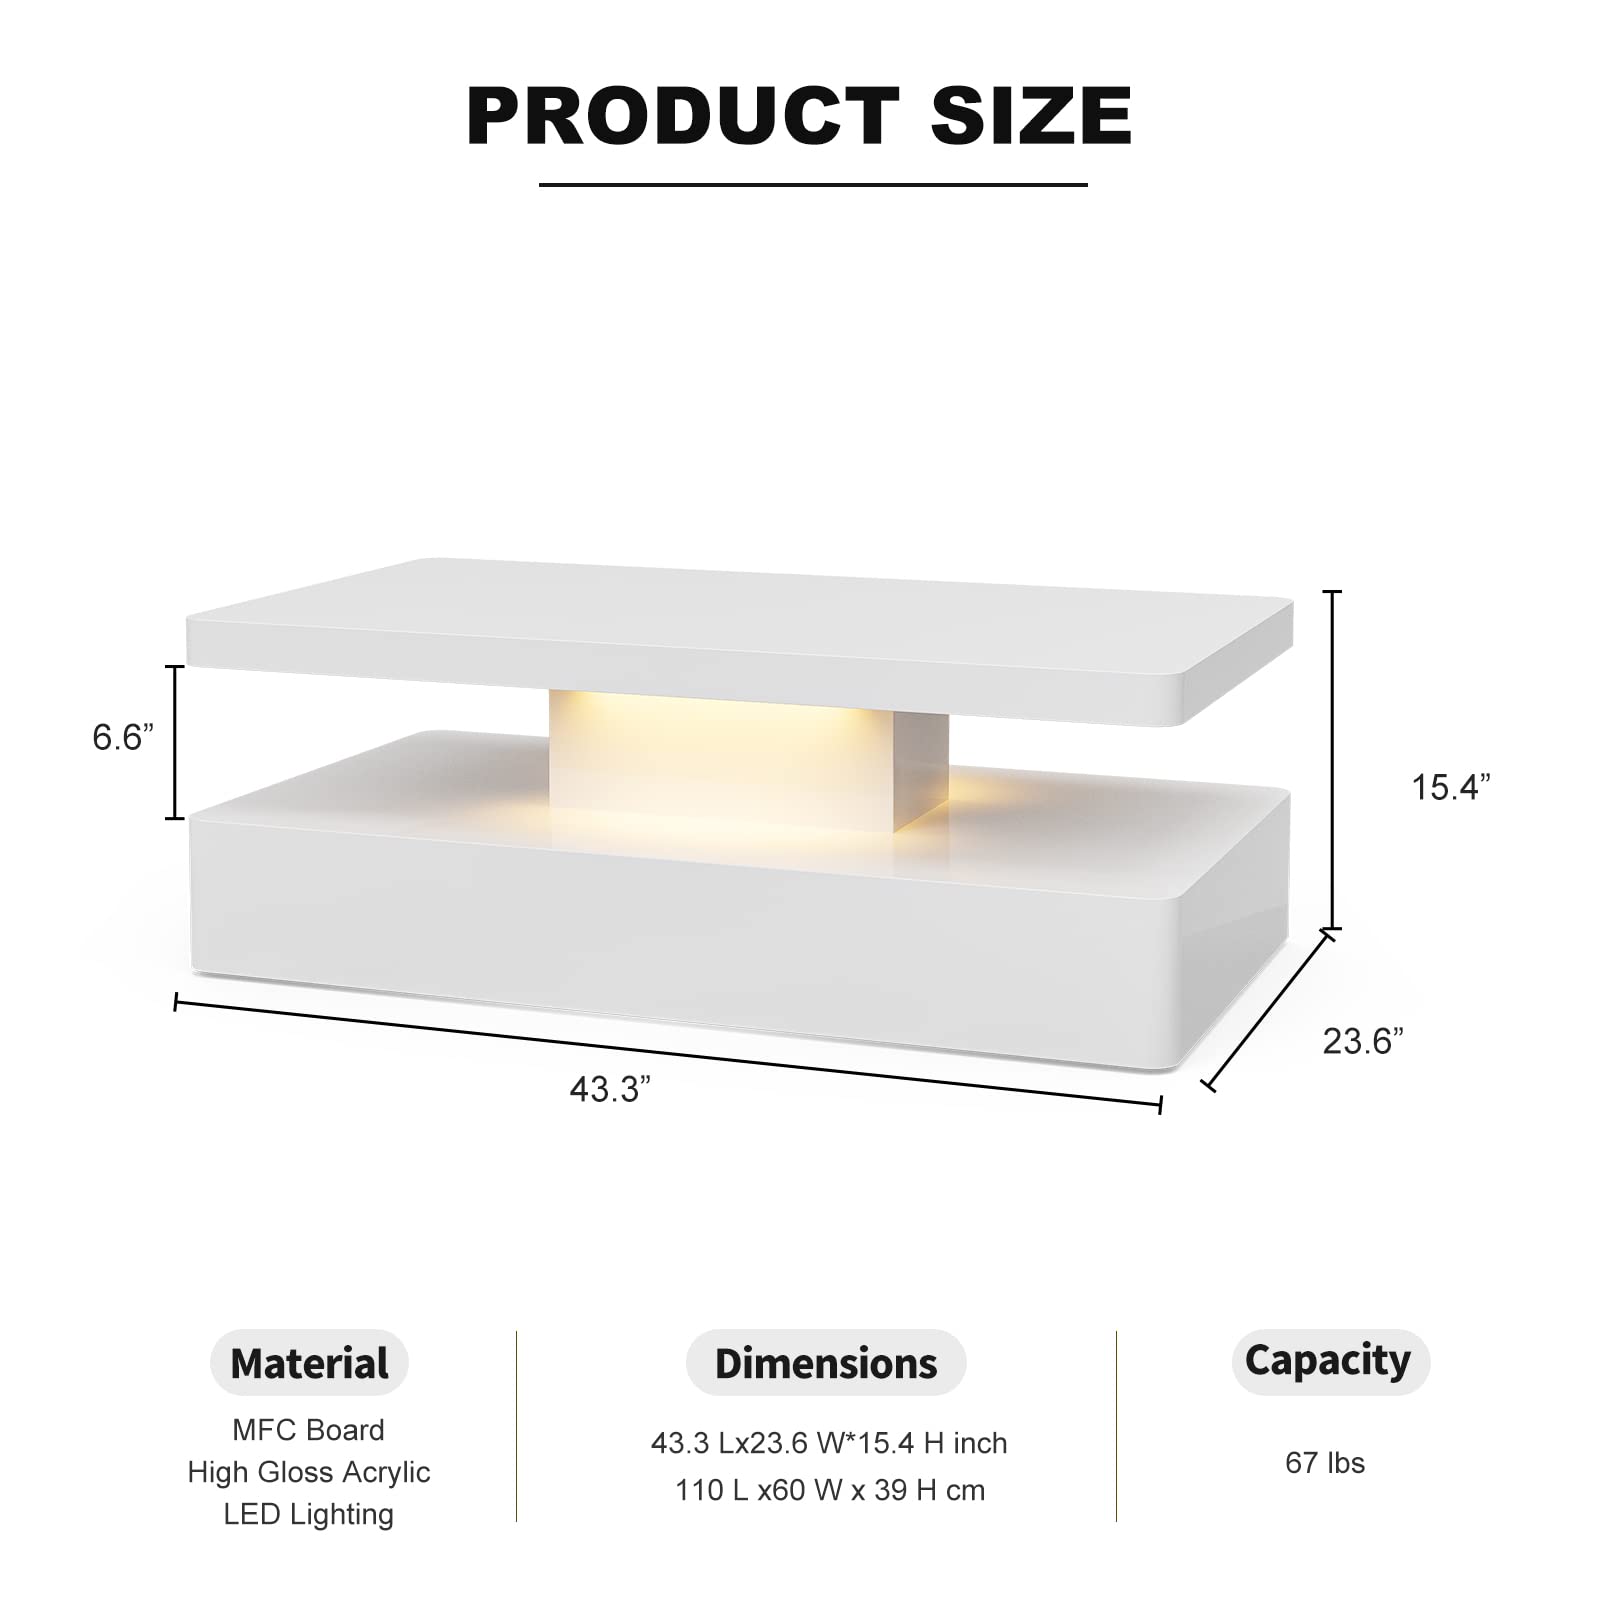 PRODUCT SIZE
6.6”
15.4”
23.6”
43.3”
Material
MFC Board
High Gloss Acrylic
LED Lighting
Dimensions
43.3 Lx23.6 W*15.4 H inch
110 L x60 W x 39 H cm
Capacity
67 lbs